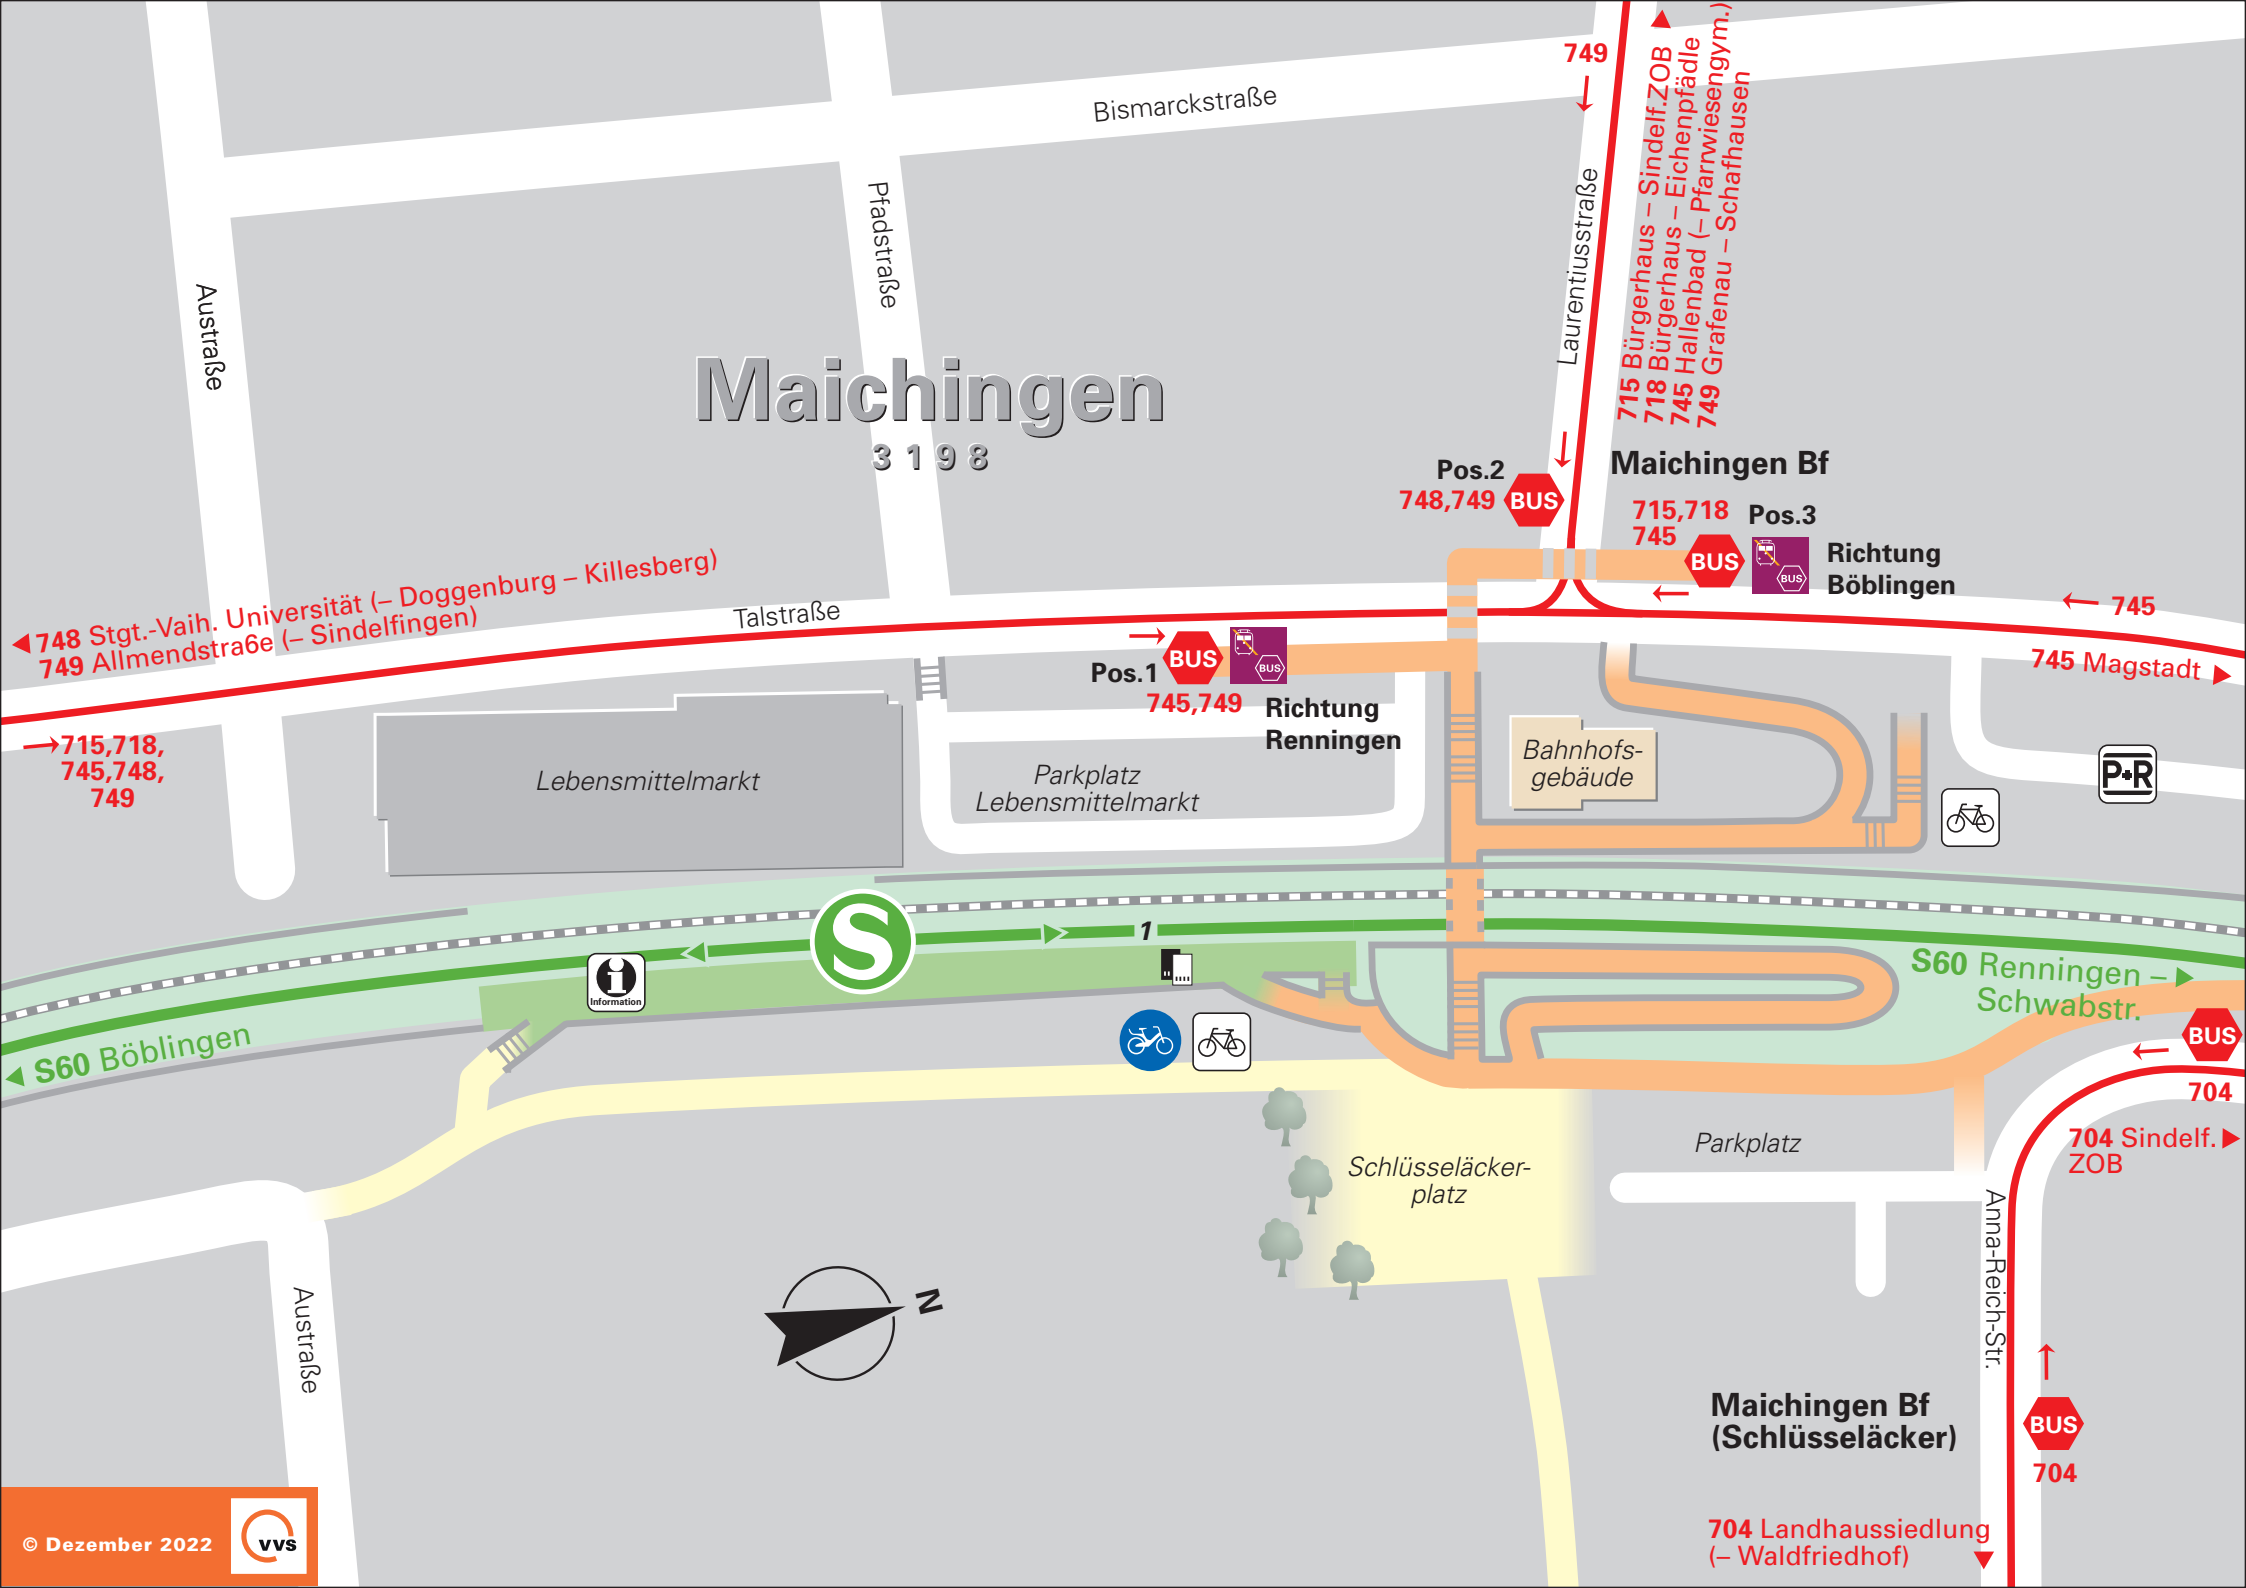 749
715 Bürgerhaus – Sindelf.ZOB
718 Bürgerhaus – Eichenpfädle
745 Hallenbad (– Pfarrwiesengym.)
749 Grafenau – Schafhausen
Bismarckstraße
Pfadstraße
Laurentiusstraße
Austraße
Maichingen
3198
Pos.2
748,749
BUS
Maichingen Bf
715,718
745
Pos.3
BUS
BUS
Richtung
Böblingen
745
745 Magstadt
748 Stgt.-Vaih. Universität (– Doggenburg – Killesberg)
749 Allmendstra6e (– Sindelfingen)
Talstraße
715,718,
745,748,
749
Pos.1
BUS
BUS
745,749
Richtung
Renningen
Lebensmittelmarkt
Parkplatz
Lebensmittelmarkt
Bahnhofs-
gebäude
P+R
S
1
i
Information
S60 Böblingen
S60 Renningen –
Schwabstr.
BUS
704
704 Sindelf.
ZOB
Schlüsseläcker-
platz
Parkplatz
Anna-Reich-Str.
Austraße
N
Maichingen Bf
(Schlüsseläcker)
BUS
704
704 Landhaussiedlung
(– Waldfriedhof)
© Dezember 2022
vvs